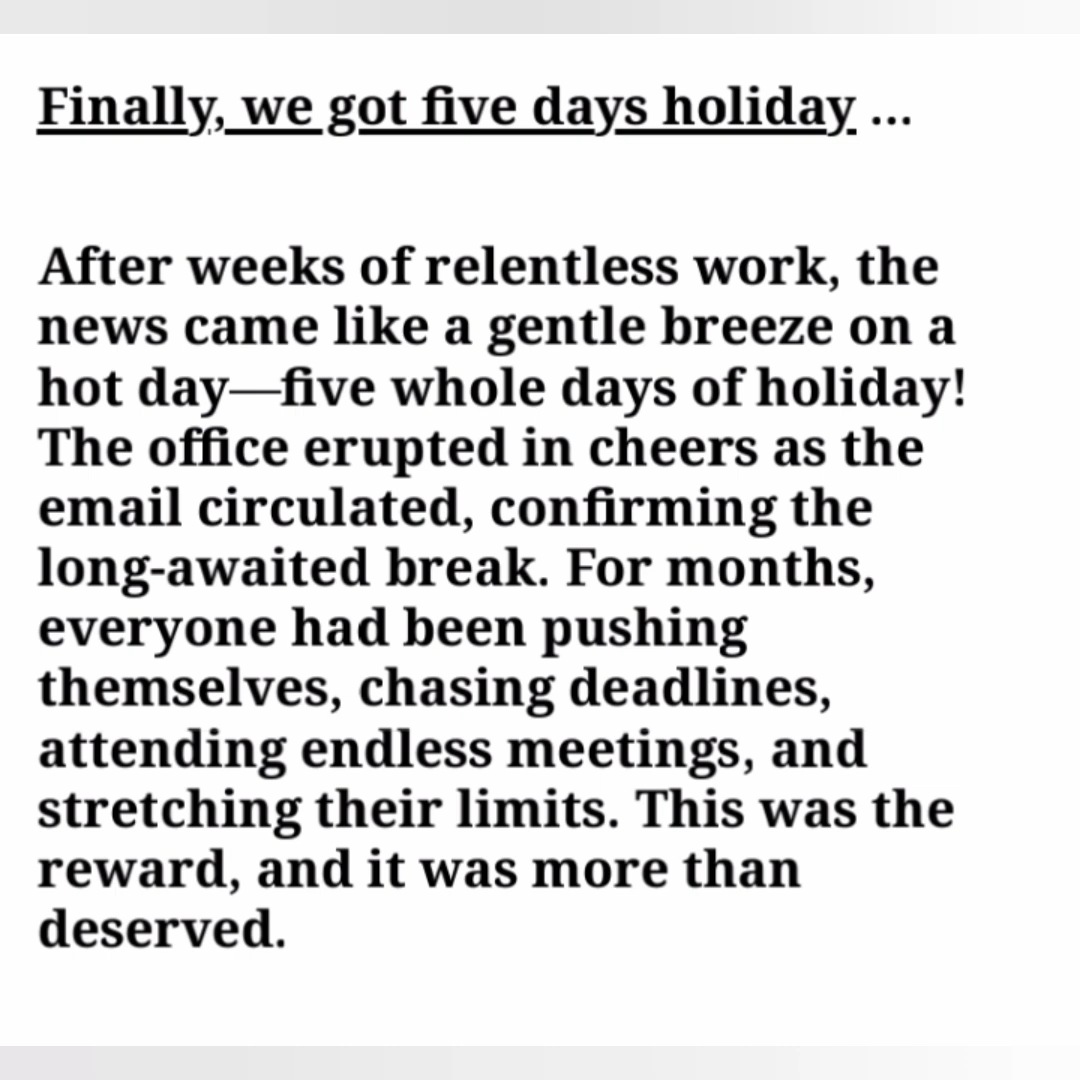 Finally, we got five days holiday ...
After weeks of relentless work, the
news came like a gentle breeze on a
hot day—five whole days of holiday!
The office erupted in cheers as the
email circulated, confirming the
long-awaited break. For months,
everyone had been pushing
themselves, chasing deadlines,
attending endless meetings, and
stretching their limits. This was the
reward, and it was more than
deserved.